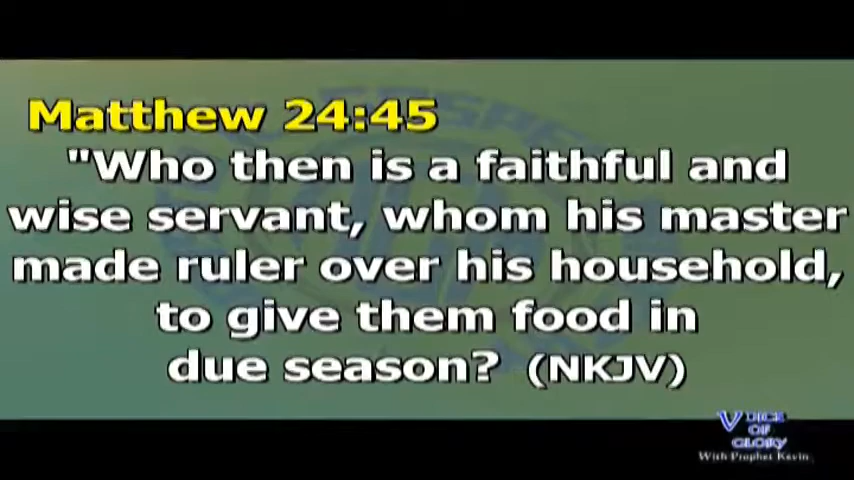 Matthew 24:45
"Who then is a faithful and
wise servant, whom his master
made ruler over his household,
to give them food in
due season? (NKJV)
VOICE
OF
GLORY
With Prophet Kevin